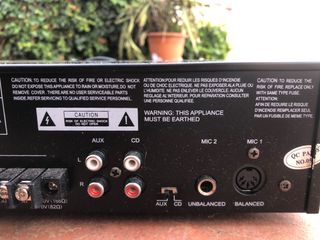 CAUTION: TO REDUCE THE RISK OF FIRE OR ELECTRIC SHOCK
DO NOT EXPOSE THIS APPLIANCE TO RAIN OR MOISTURE. DO NOT
REMOVE COVER. THERE ARE NO USER SERVICEABLE PARTS
INSIDE.REFER SERVICING TO QUALIFIED SERVICE PERSONNEL.
ATTENTION:POUR REDUIRE LES RISQUES D'INCENDIE
OU DE CHOC ELECTRIQUE. NE PAS EXPOSER A LA PLUIE OU
L'HUMIDITE. NE PAS ENLEVER LE COUVERCLE. AUCUN
REGLAGE A L'INTERIEUR. POUR REPARATION CONSULTER
UNE PERSONNE QUALIFIEE.
CAUTION: TO REDUCE THE
RISK OF FIRE. REPLACE ONLY
WITH SAME TYPE FUSE.
ATTENTION:
AFIN DE REDUIRE LE RISQUE
D'INCENDIE REMPLACER SEUL
PAR UN FUSIBLE DE MEME TYPE.
CAUTION
RISK OF ELECTRIC SHOCK
DO NOT OPEN
WARNING: THIS APPLIANCE
MUST BE EARTHED
AUX CD MIC 2 MIC 1
L
R
AUX CD
UNBALANCED BALANCED
QC PA